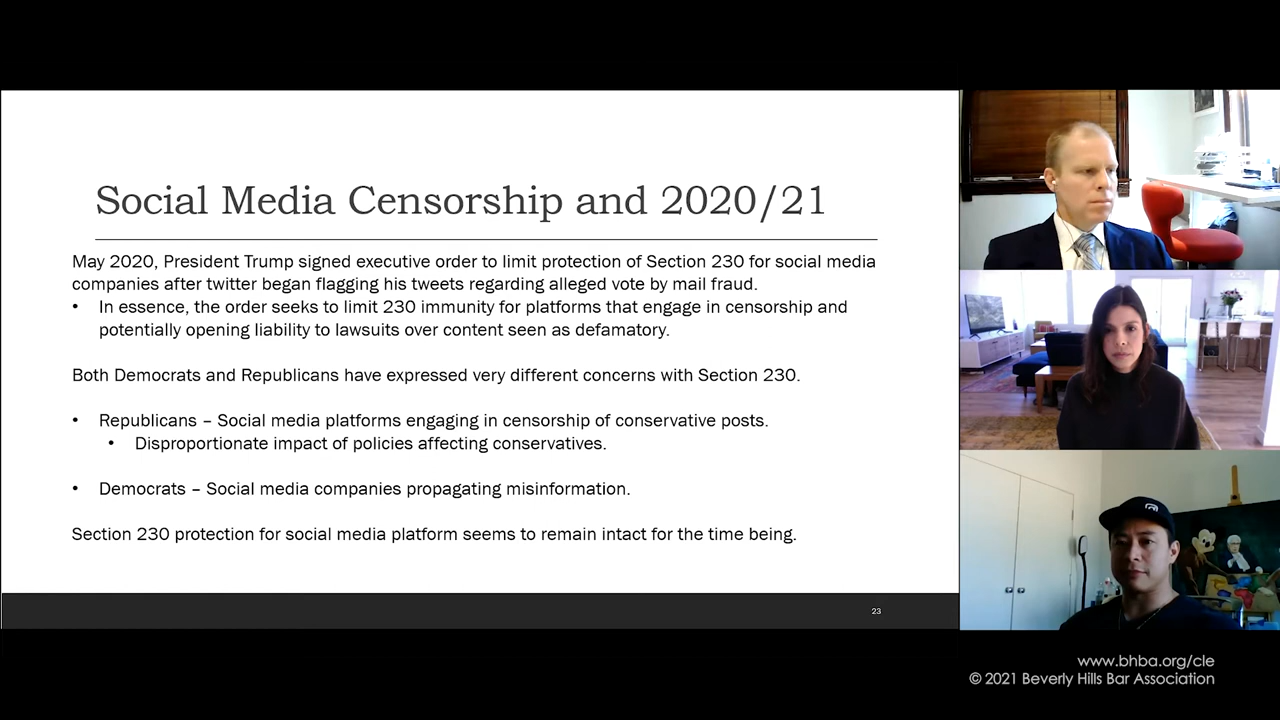 Social Media Censorship and 2020/21
May 2020, President Trump signed executive order to limit protection of Section 230 for social media
companies after twitter began flagging his tweets regarding alleged vote by mail fraud.
• In essence, the order seeks to limit 230 immunity for platforms that engage in censorship and
potentially opening liability to lawsuits over content seen as defamatory.
Both Democrats and Republicans have expressed very different concerns with Section 230.
• Republicans – Social media platforms engaging in censorship of conservative posts.
• Disproportionate impact of policies affecting conservatives.
• Democrats – Social media companies propagating misinformation.
Section 230 protection for social media platform seems to remain intact for the time being.
23
www.bhba.org/cle
© 2021 Beverly Hills Bar Association